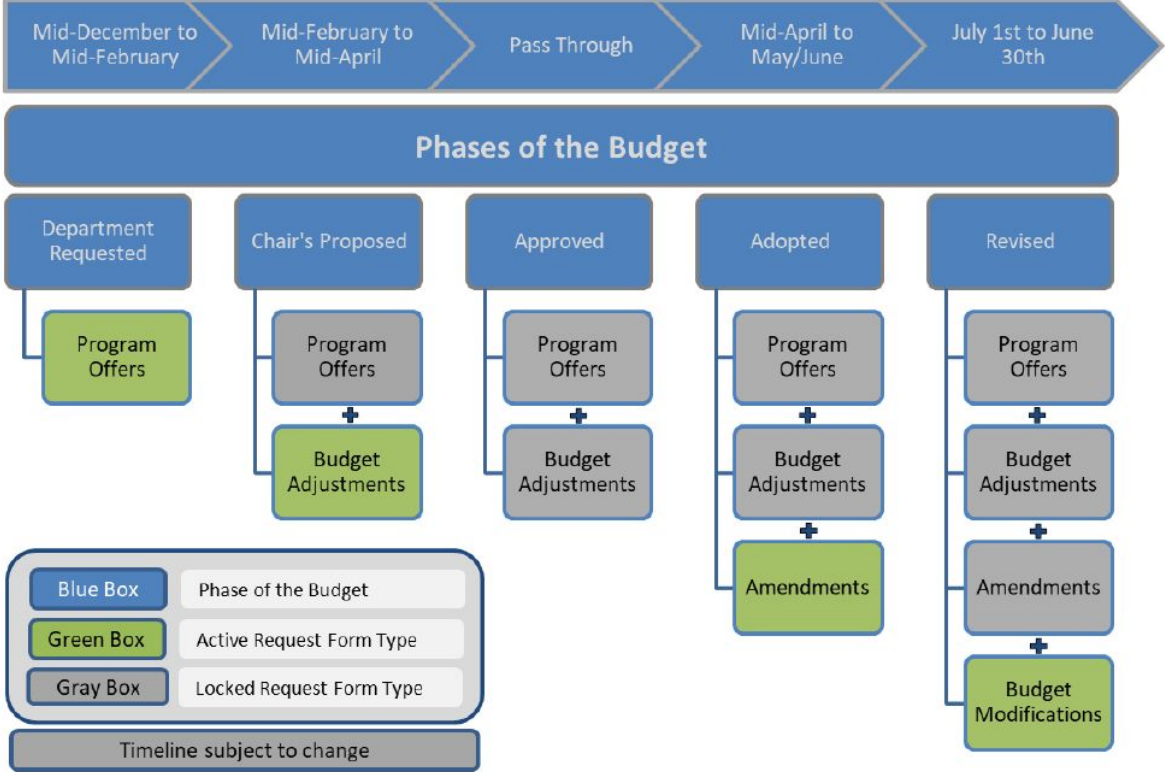 Mid-December to
Mid-February
Mid-February to
Mid-April
Pass Through
Mid-April to
May/June
July 1st to June
30th
Phases of the Budget
Department
Requested
Chair's Proposed
Approved
Adopted
Revised
Program
Offers
Program
Offers
Program
Offers
Program
Offers
Program
Offers
+
+
+
+
Budget
Adjustments
Budget
Adjustments
Budget
Adjustments
Budget
Adjustments
+
+
Amendments
Amendments
+
Budget
Modifications
Blue Box
Phase of the Budget
Green Box
Active Request Form Type
Gray Box
Locked Request Form Type
Timeline subject to change